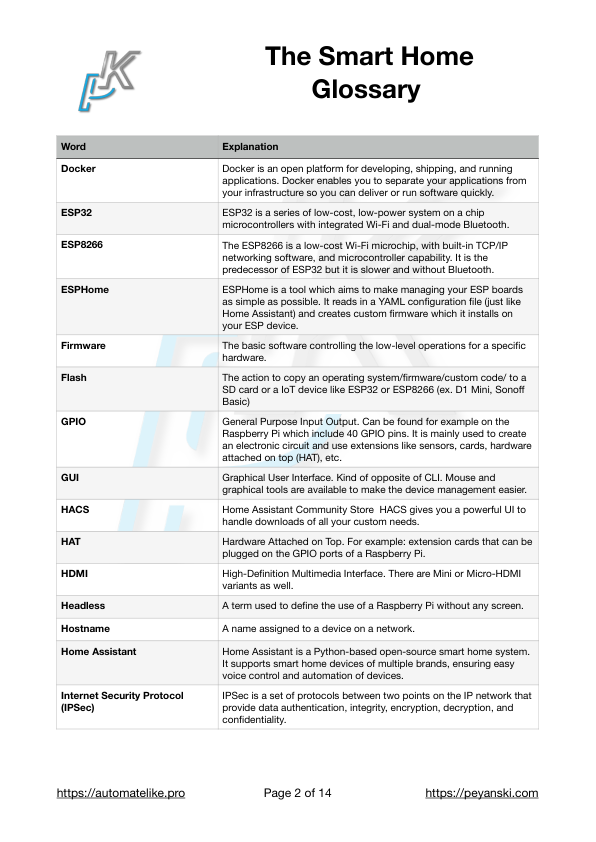 The Smart Home
Glossary
Word Explanation
Docker Docker is an open platform for developing, shipping, and running
applications. Docker enables you to separate your applications from
your infrastructure so you can deliver or run software quickly.
ESP32 ESP32 is a series of low-cost, low-power system on a chip
microcontrollers with integrated Wi-Fi and dual-mode Bluetooth.
ESP8266 The ESP8266 is a low-cost Wi-Fi microchip, with built-in TCP/IP
networking software, and microcontroller capability. It is the
predecessor of ESP32 but it is slower and without Bluetooth.
ESPHome ESPHome is a tool which aims to make managing your ESP boards
as simple as possible. It reads in a YAML configuration file (just like
Home Assistant) and creates custom firmware which it installs on
your ESP device.
Firmware The basic software controlling the low-level operations for a specific
hardware.
Flash The action to copy an operating system/firmware/custom code/ to a
SD card or a IoT device like ESP32 or ESP8266 (ex. D1 Mini, Sonoff
Basic)
GPIO General Purpose Input Output. Can be found for example on the
Raspberry Pi which include 40 GPIO pins. It is mainly used to create
an electronic circuit and use extensions like sensors, cards, hardware
attached on top (HAT), etc.
GUI Graphical User Interface. Kind of opposite of CLI. Mouse and
graphical tools are available to make the device management easier.
HACS Home Assistant Community Store  HACS gives you a powerful UI to
handle downloads of all your custom needs.
HAT Hardware Attached on Top. For example: extension cards that can be
plugged on the GPIO ports of a Raspberry Pi.
HDMI High-Definition Multimedia Interface. There are Mini or Micro-HDMI
variants as well.
Headless A term used to define the use of a Raspberry Pi without any screen.
Hostname A name assigned to a device on a network.
Home Assistant Home Assistant is a Python-based open-source smart home system.
It supports smart home devices of multiple brands, ensuring easy
voice control and automation of devices.
Internet Security Protocol IPSec is a set of protocols between two points on the IP network that
(IPSec) provide data authentication, integrity, encryption, decryption, and
confidentiality.
https://automatelike.pro Page 2 of 14 https://peyanski.com